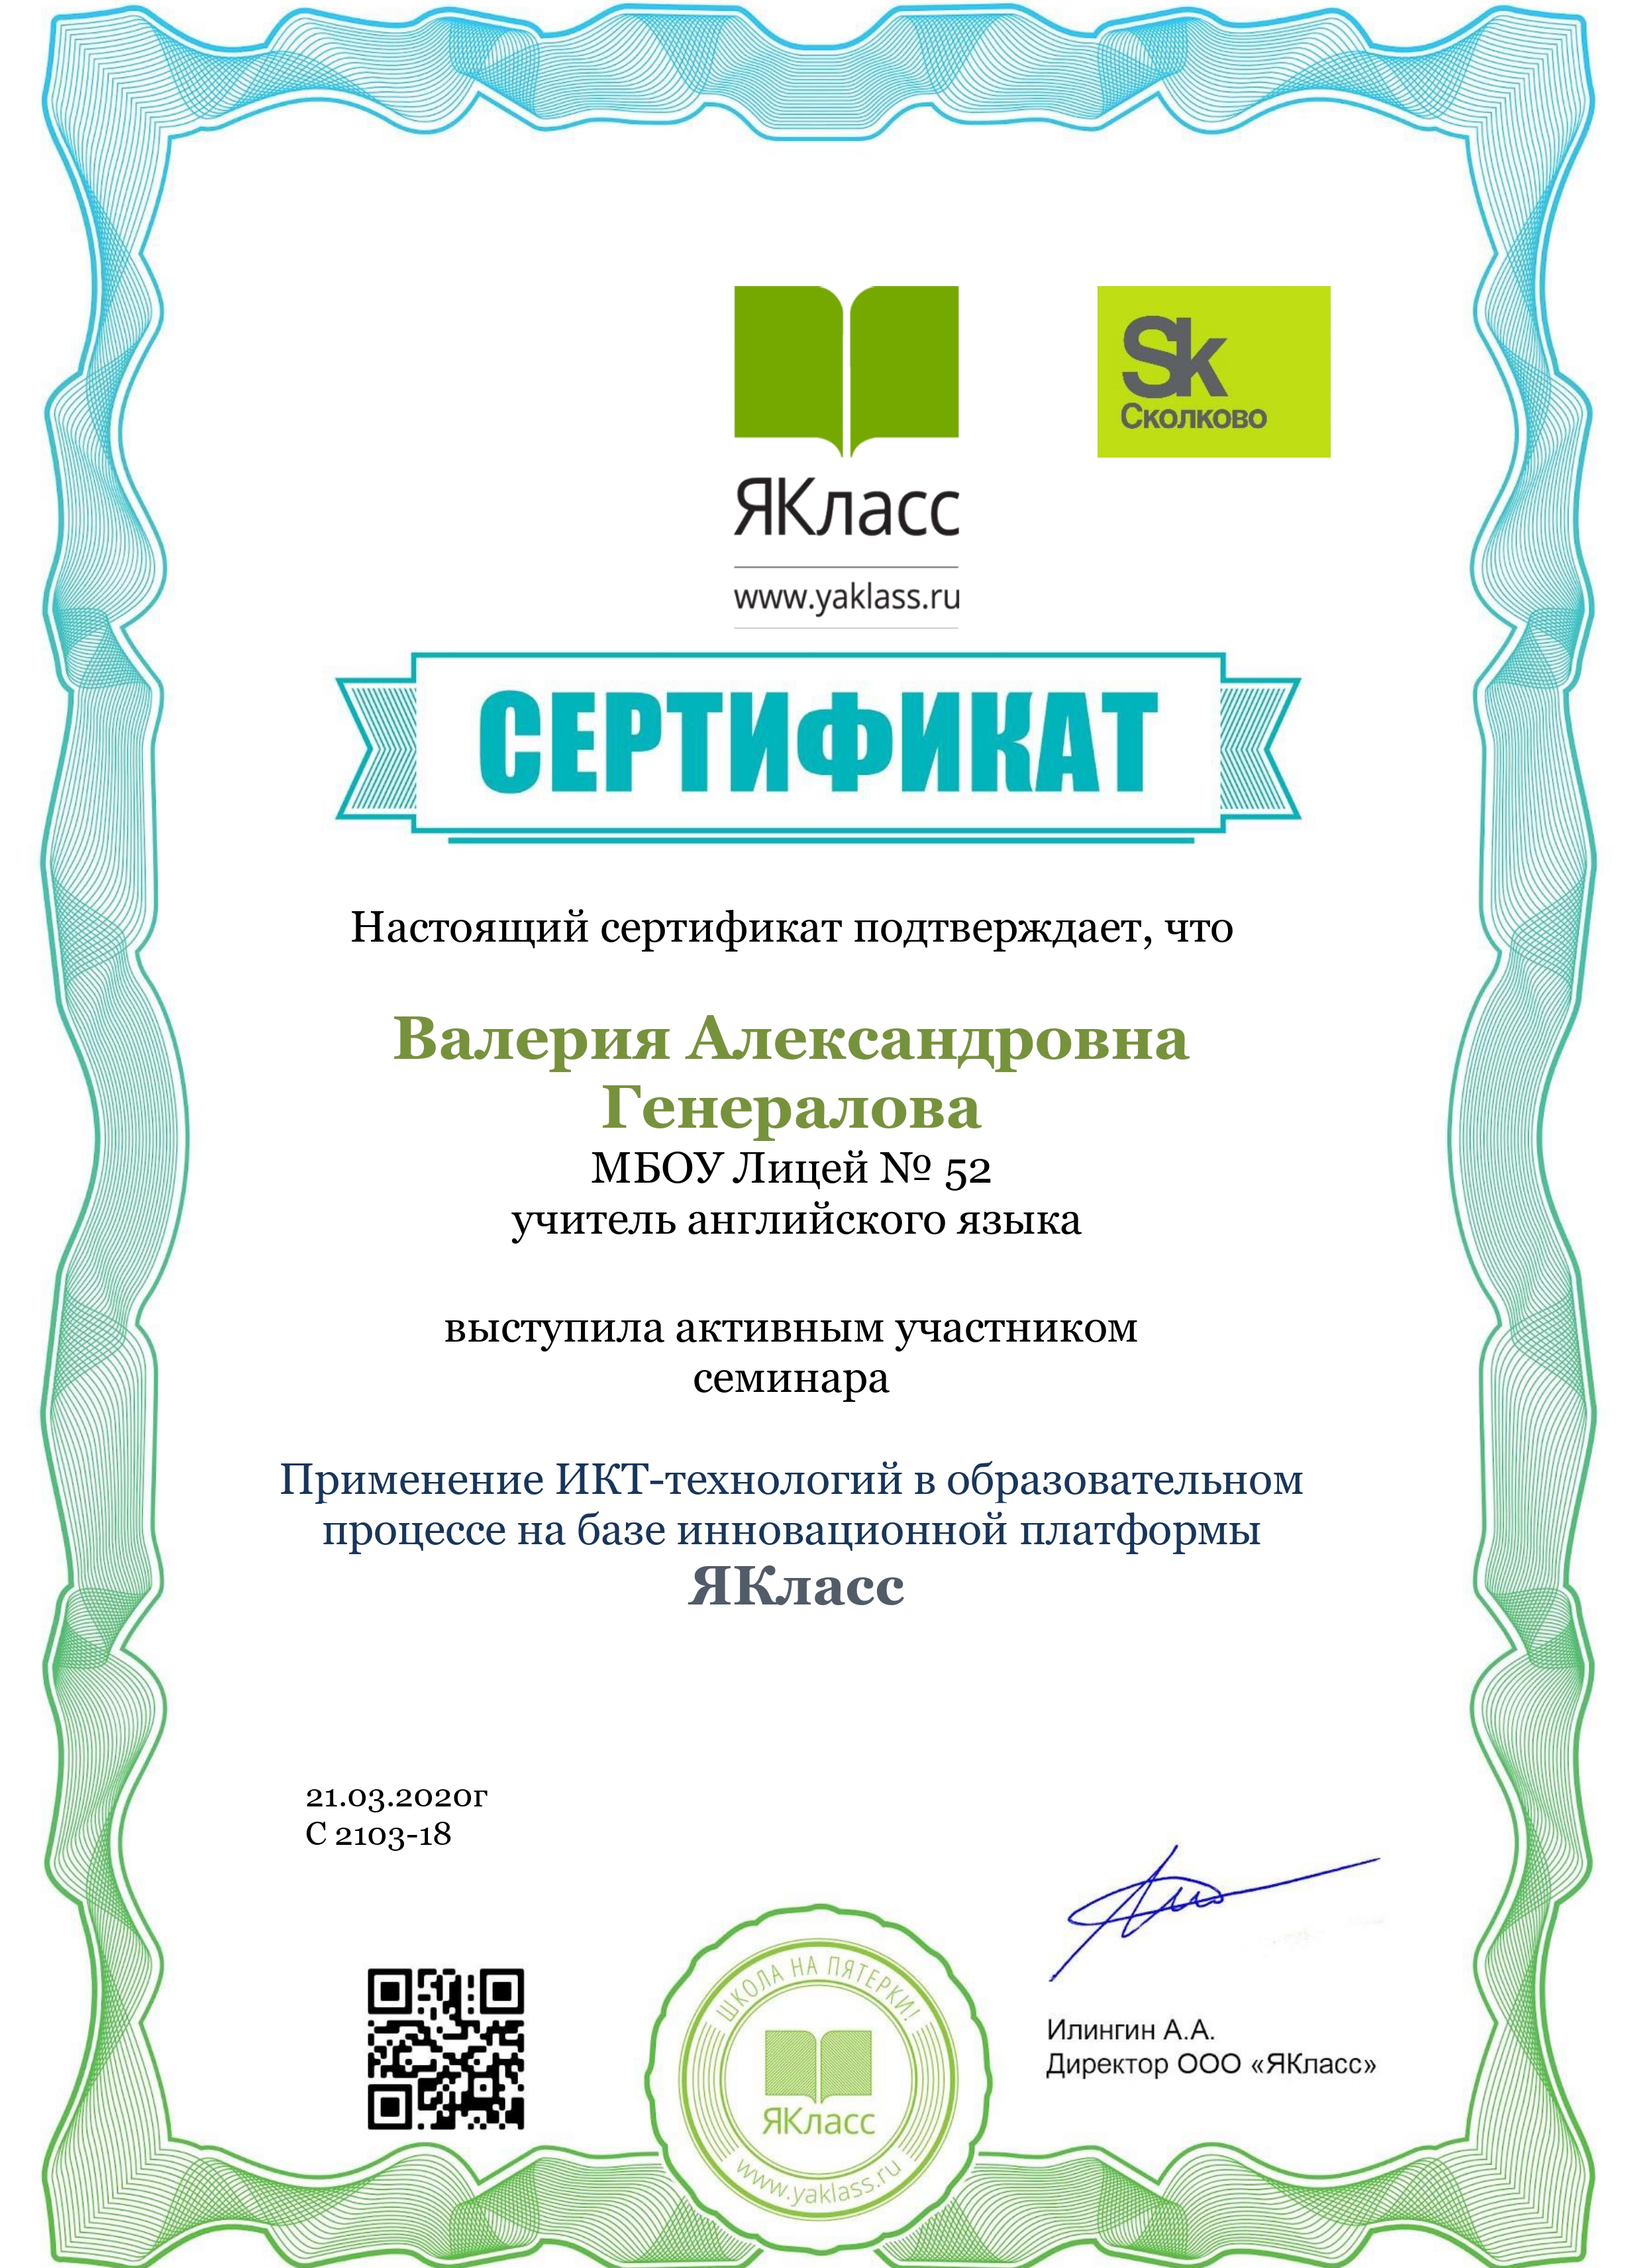 Sk
Сколково
ЯКласс
www.yaklass.ru
СЕРТИФИКАТ
Настоящий сертификат подтверждает, что
Валерия Александровна
Генералова
МБОУ Лицей № 52
учитель английского языка
выступила активным участником
семинара
Применение ИКТ-технологий в образовательном
процессе на базе инновационной платформы
ЯКласс
21.03.2020г
С 2103-18
Илингин А.А.
Директор ООО «ЯКласс»
ШКОЛА НА ПЯТЕРКИ!
ЯКласс
www.yaklass.ru